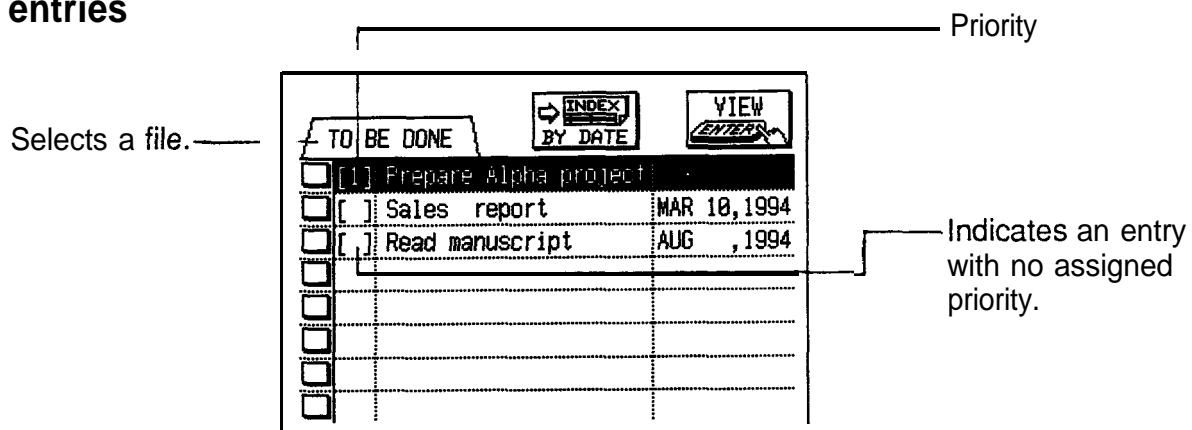 entries
Priority
Selects a file.
TO BE DONE
INDEX
BY DATE
VIEW
ENTER
[1] Prepare Alpha project
[ ] Sales report MAR 10,1994
[ ] Read manuscript AUG ,1994
Indicates an entry
with no assigned
priority.